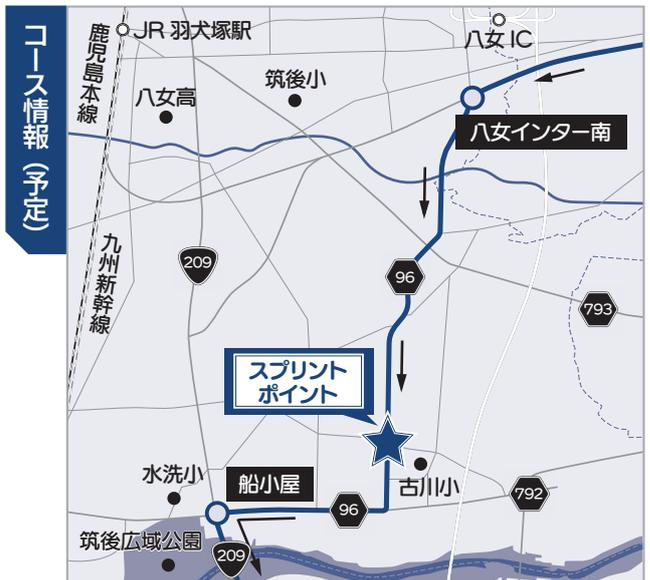 コース情報（予定）
JR 羽犬塚駅
鹿児島本線
八女IC
筑後小
八女高
八女インター南
九州新幹線
209
96
793
スプリント
ポイント
水洗小
船小屋
96
古川小
792
筑後広域公園
209